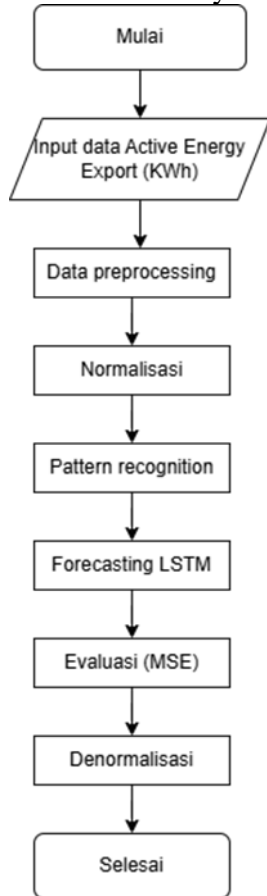 Mulai
Input data Active Energy
Export (KWh)
Data preprocessing
Normalisasi
Pattern recognition
Forecasting LSTM
Evaluasi (MSE)
Denormalisasi
Selesai